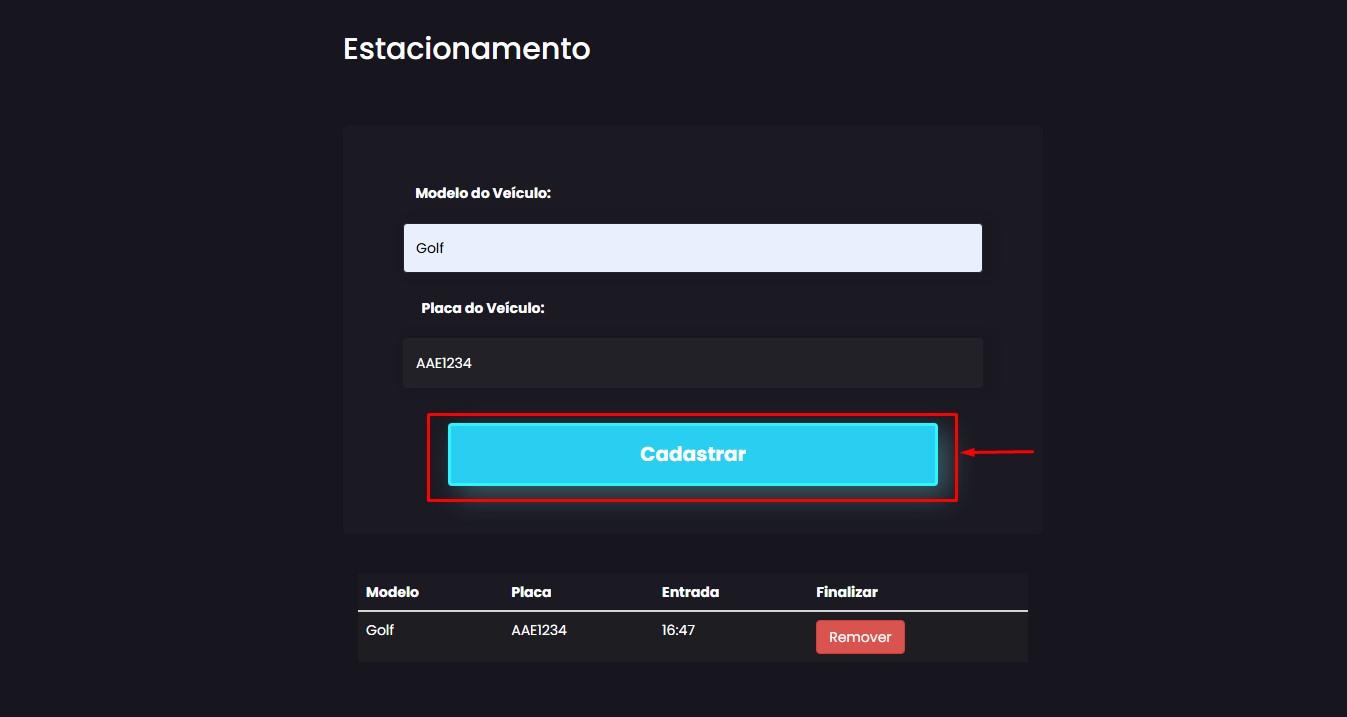 Estacionamento
Modelo do Veículo:
Golf
Placa do Veículo:
AAE1234
Cadastrar
Modelo Placa Entrada Finalizar
Golf AAE1234 16:47 Remover